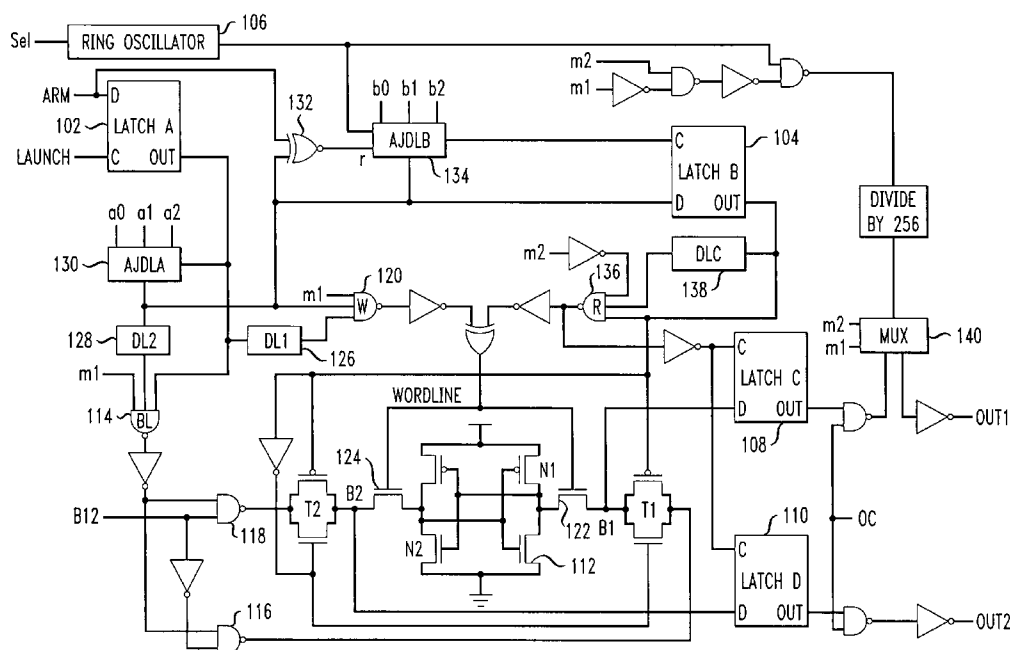 106
Sel RING OSCILLATOR
m2
m1
ARM
D
102 LATCH A
LAUNCH C OUT
132
b0 b1 b2
r AJDLB
134
104
C
LATCH B
D OUT
DIVIDE
BY 256
a0 a1 a2
130 AJDLA
m2
136
R
DLC
138
120
m1 W
128 DL2
DL1
126
m2
m1 MUX 140
m1
114 BL
WORDLINE
C
LATCH C
D OUT
108
OUT1
124
N1
T2 B2
122 B1 T1
B12
118
N2
112
OC
110
C
LATCH D
D OUT
116
OUT2